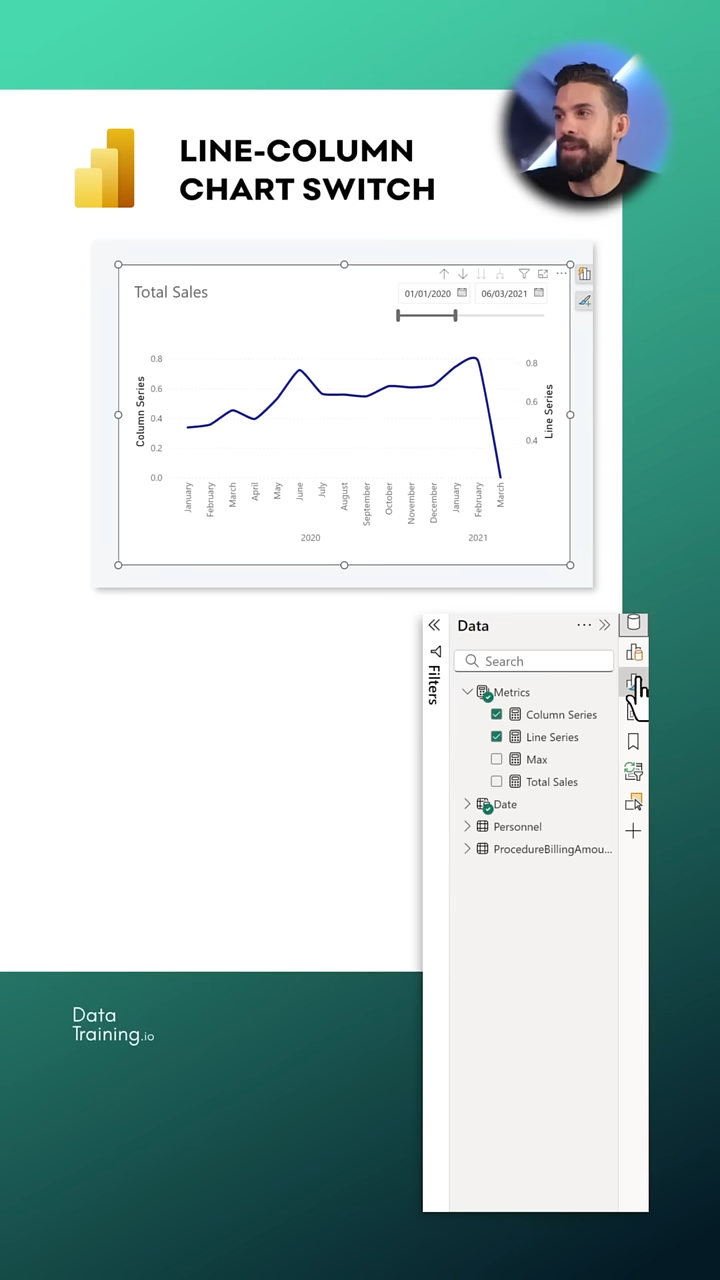 LINE-COLUMN
CHART SWITCH
Total Sales
01/01/2020
06/03/2021
Column Series
0.8
0.6
0.4
0.2
0.0
0.8
0.6
0.4
Line Series
January
February
March
April
May
June
July
August
September
October
November
December
January
February
March
2020
2021
Data
Search
Filters
Metrics
Column Series
Line Series
Max
Total Sales
Date
Personnel
ProcedureBillingAmou...
Data
Training.io